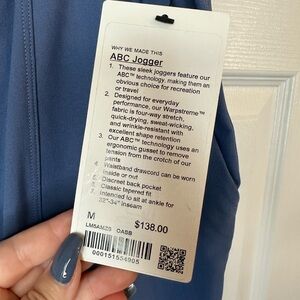 WHY WE MADE THIS
ABC Jogger
1. These sleek joggers feature our
ABC™ technology, making them an
obvious choice for recreation
or travel
2. Designed for everyday
performance, our Warpstreme™
fabric is four-way stretch,
quick-drying, sweat-wicking,
and wrinkle-resistant with
excellent shape retention
3. Our ABC™ technology uses an
ergonomic gusset to remove
tension from the crotch of our
pants
4. Waistband drawcord can be worn
inside or out
5. Discreet back pocket
6. Classic tapered fit
7. Intended to sit at ankle for
32"-34" inseam
M
$138.00
OASB
000151554905